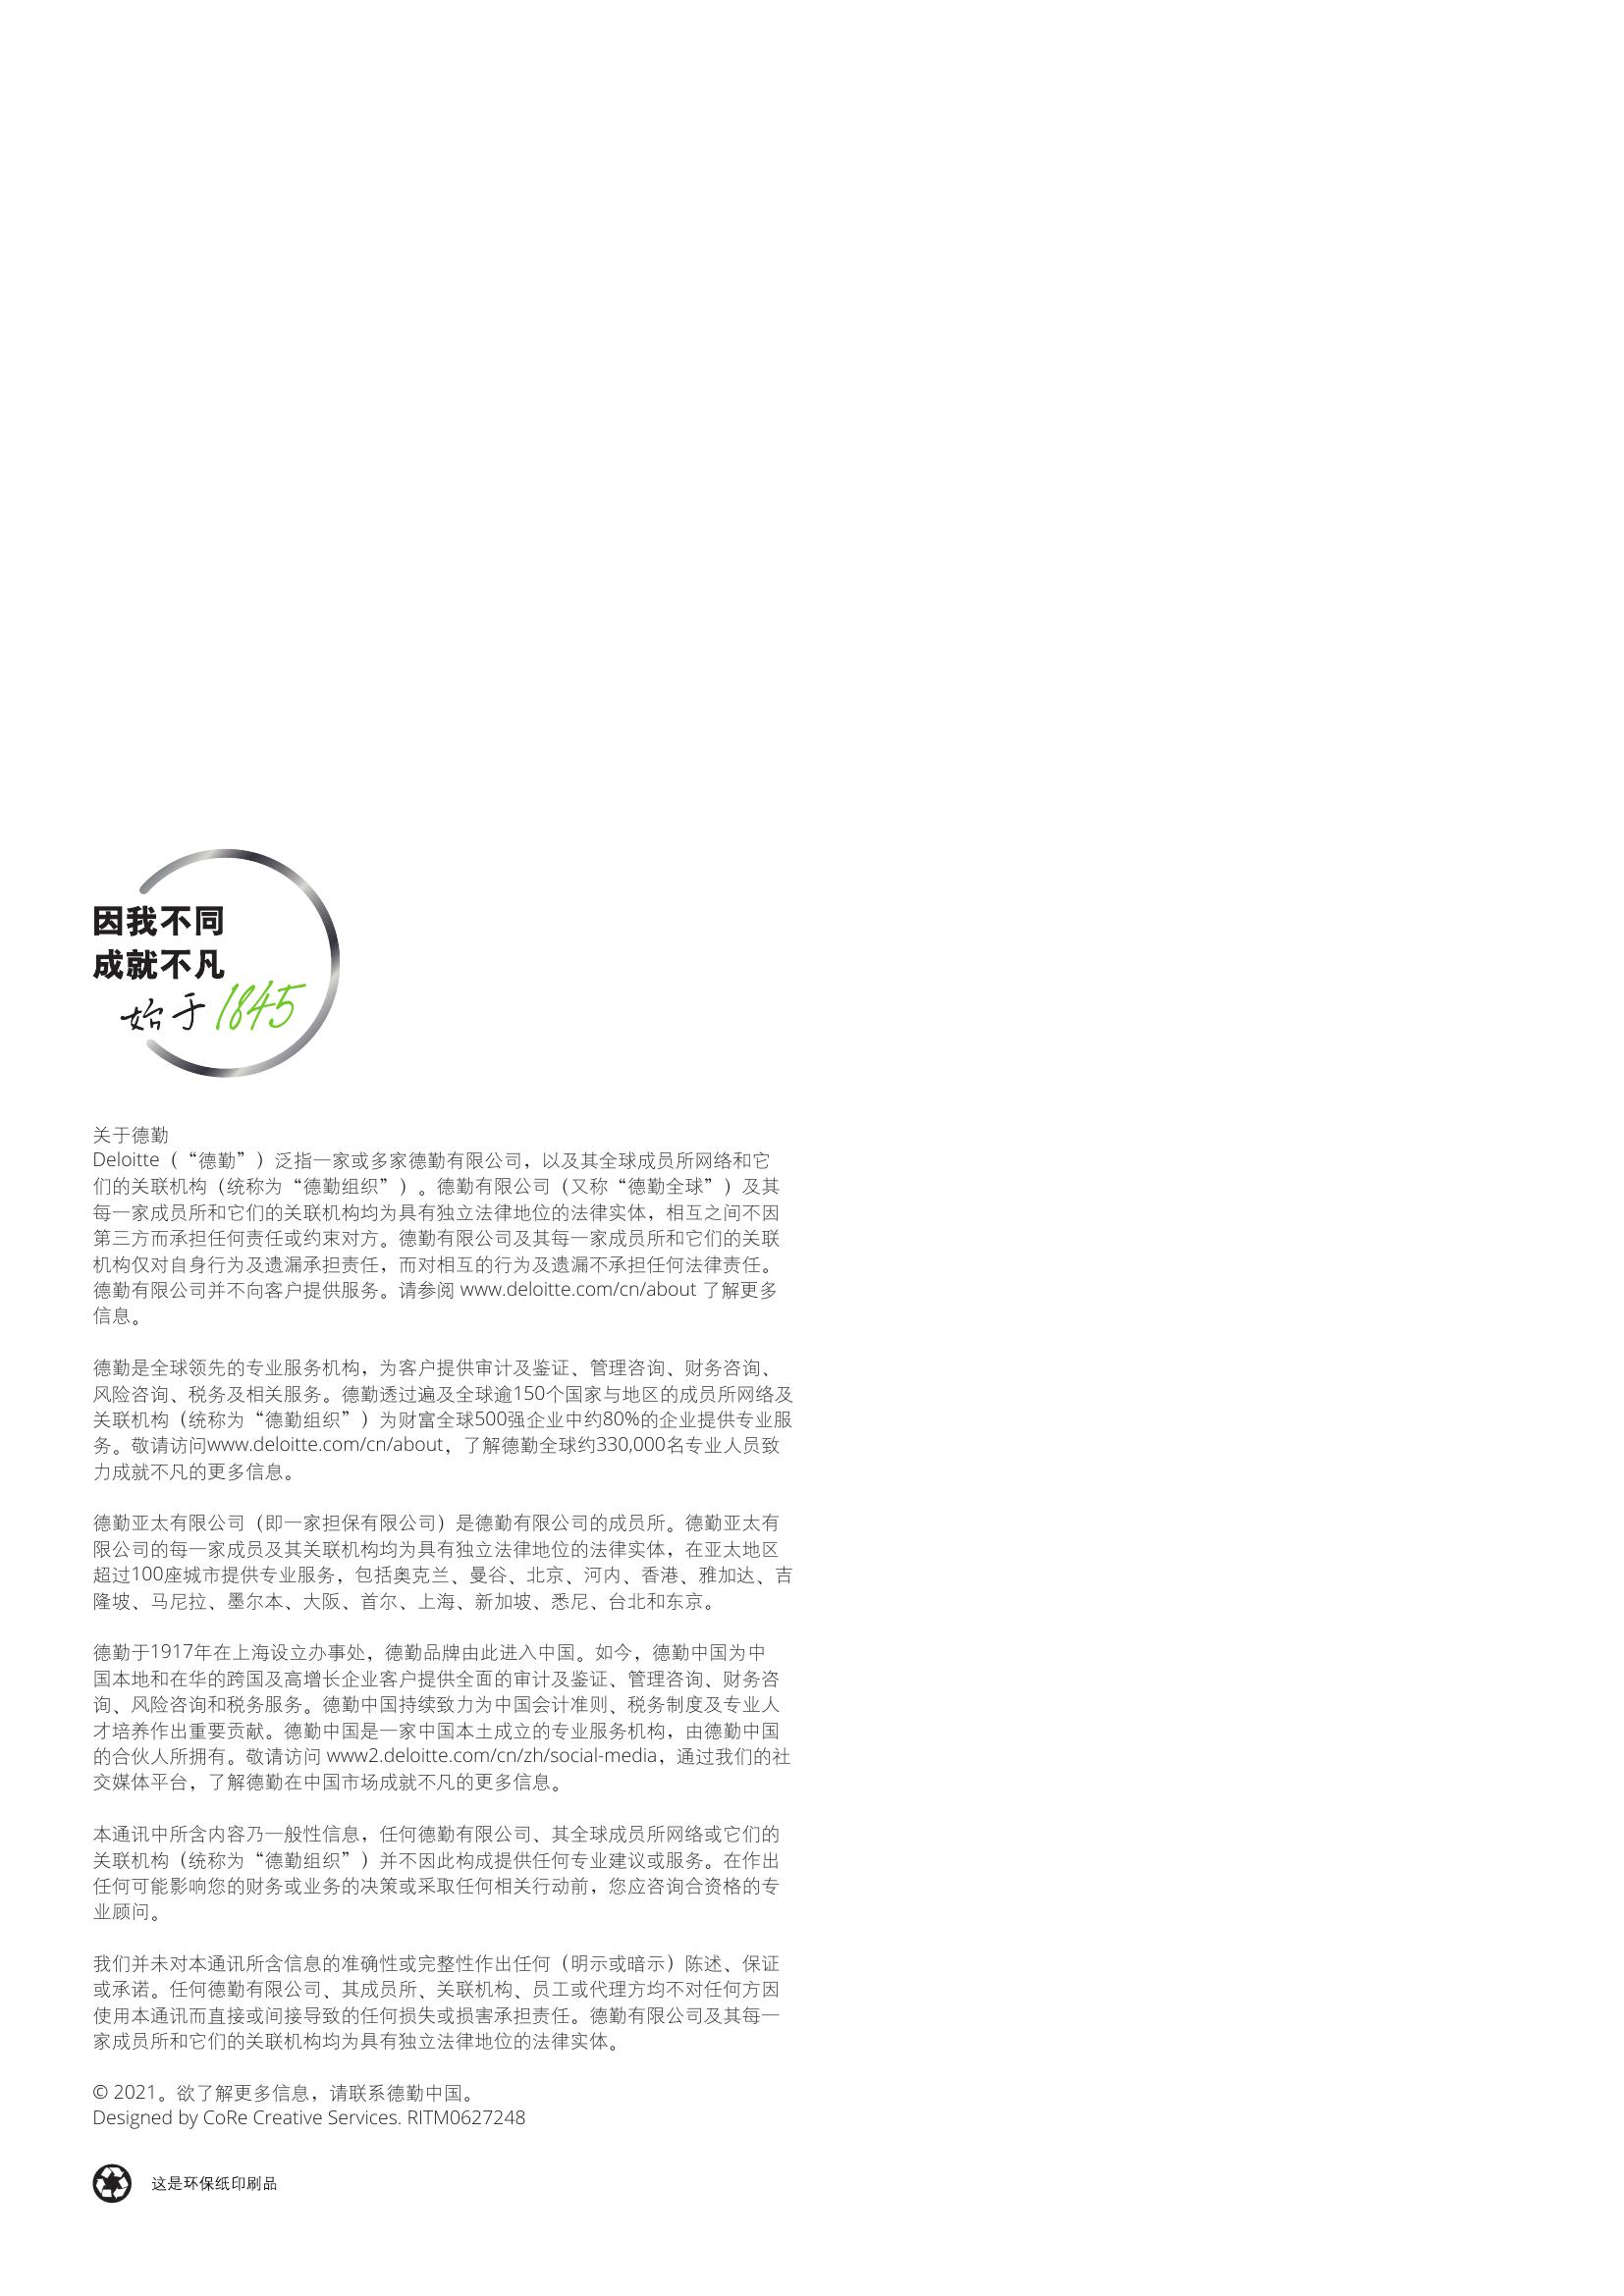 因我不同
成就不凡
始于1845
关于德勤
Deloitte（“德勤”）泛指一家或多家德勤有限公司，以及其全球成员所网络和它
们的关联机构（统称为“德勤组织”）。德勤有限公司（又称“德勤全球”）及其
每一家成员所和它们的关联机构均为具有独立法律地位的法律实体，相互之间不因
第三方而承担任何责任或约束对方。德勤有限公司及其每一家成员所和它们的关联
机构仅对自身行为及遗漏承担责任，而对相互的行为及遗漏不承担任何法律责任。
德勤有限公司并不向客户提供服务。请参阅 www.deloitte.com/cn/about 了解更多
信息。
德勤是全球领先的专业服务机构，为客户提供审计及鉴证、管理咨询、财务咨询、
风险咨询、税务及相关服务。德勤透过遍及全球逾150个国家与地区的成员所网络及
关联机构（统称为“德勤组织”）为财富全球500强企业中约80%的企业提供专业服
务。敬请访问www.deloitte.com/cn/about，了解德勤全球约330,000名专业人员致
力成就不凡的更多信息。
德勤亚太有限公司（即一家担保有限公司）是德勤有限公司的成员所。德勤亚太有
限公司的每一家成员及其关联机构均为具有独立法律地位的法律实体，在亚太地区
超过100座城市提供专业服务，包括奥克兰、曼谷、北京、河内、香港、雅加达、吉
隆坡、马尼拉、墨尔本、大阪、首尔、上海、新加坡、悉尼、台北和东京。
德勤于1917年在上海设立办事处，德勤品牌由此进入中国。如今，德勤中国为中
国本地和在华的跨国及高增长企业客户提供全面的审计及鉴证、管理咨询、财务咨
询、风险咨询和税务服务。德勤中国持续致力为中国会计准则、税务制度及专业人
才培养作出重要贡献。德勤中国是一家中国本土成立的专业服务机构，由德勤中国
的合伙人所拥有。敬请访问 www2.deloitte.com/cn/zh/social-media，通过我们的社
交媒体平台，了解德勤在中国市场成就不凡的更多信息。
本通讯中所含内容乃一般性信息，任何德勤有限公司、其全球成员所网络或它们的
关联机构（统称为“德勤组织”）并不因此构成提供任何专业建议或服务。在作出
任何可能影响您的财务或业务的决策或采取任何相关行动前，您应咨询合资格的专
业顾问。
我们并未对本通讯所含信息的准确性或完整性作出任何（明示或暗示）陈述、保证
或承诺。任何德勤有限公司、其成员所、关联机构、员工或代理方均不对任何方因
使用本通讯而直接或间接导致的任何损失或损害承担责任。德勤有限公司及其每一
家成员所和它们的关联机构均为具有独立法律地位的法律实体。
© 2021。欲了解更多信息，请联系德勤中国。
Designed by CoRe Creative Services. RITM0627248
这是环保纸印刷品